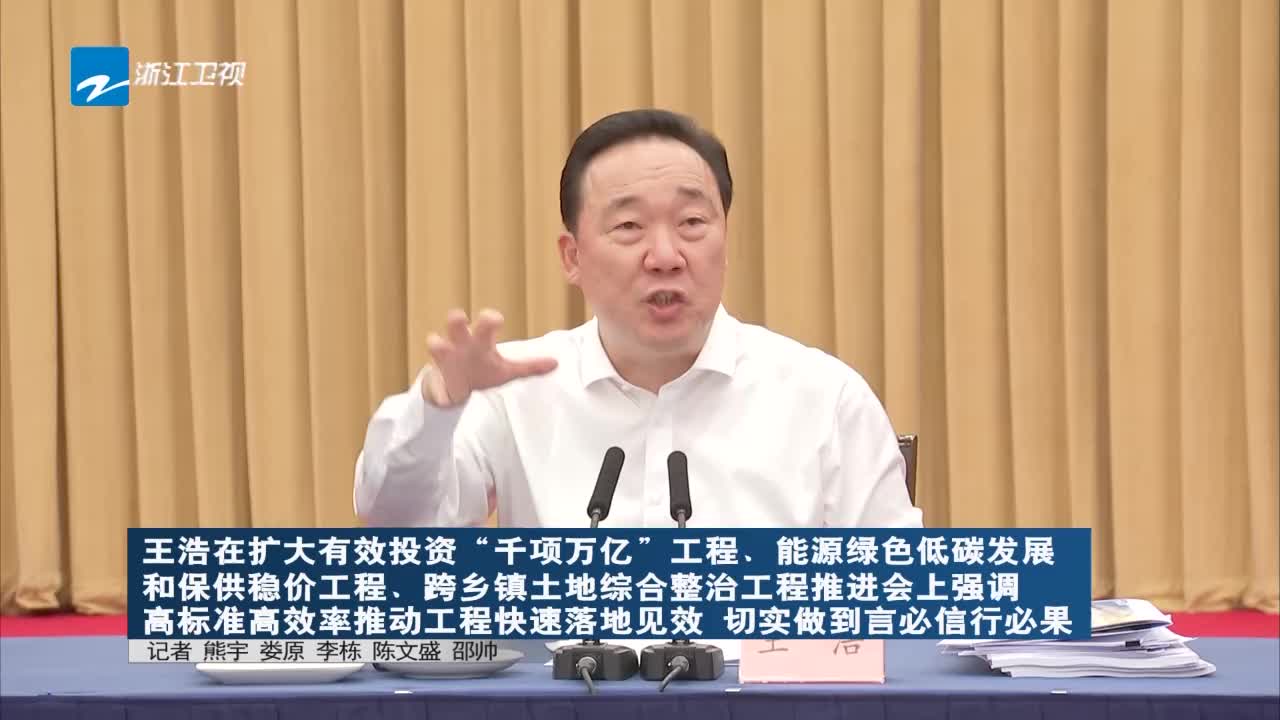 浙江卫视
王浩在扩大有效投资“千项万亿”工程、能源绿色低碳发展
和保供稳价工程、跨乡镇土地综合整治工程推进会上强调
高标准高效率推动工程快速落地见效 切实做到言必信行必果
记者 熊宇 娄原 李栋 陈文盛 邵帅
王 浩